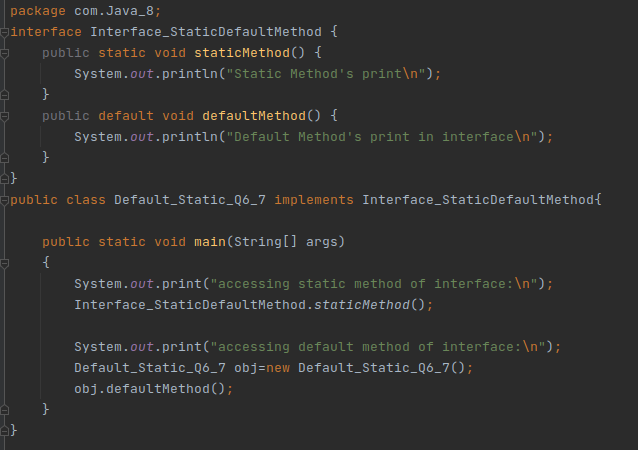 package com.Java_8;
interface Interface_StaticDefaultMethod {
    public static void staticMethod() {
        System.out.println("Static Method's print\n");
    }
    public default void defaultMethod() {
        System.out.println("Default Method's print in interface\n");
    }
}
public class Default_Static_Q6_7 implements Interface_StaticDefaultMethod{

    public static void main(String[] args)
    {
        System.out.print("accessing static method of interface:\n");
        Interface_StaticDefaultMethod.staticMethod();

        System.out.print("accessing default method of interface:\n");
        Default_Static_Q6_7 obj=new Default_Static_Q6_7();
        obj.defaultMethod();
    }
}